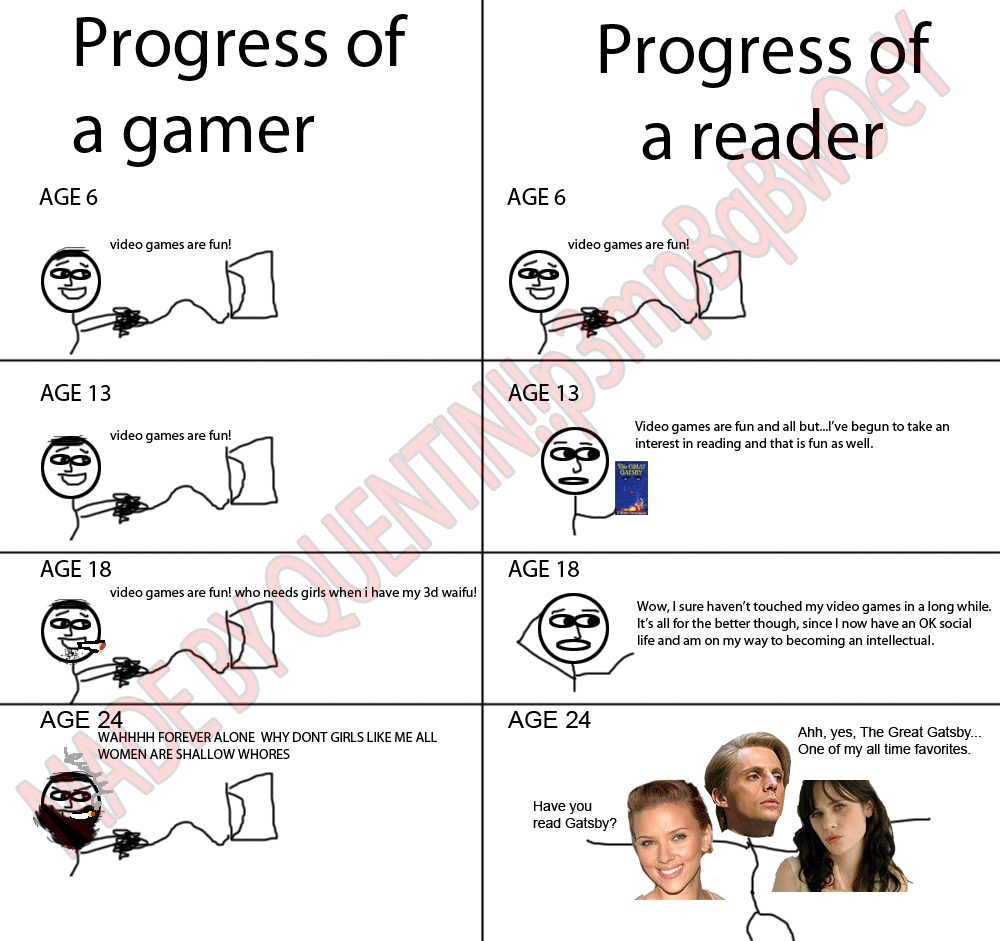 Progress of
a gamer
AGE 6
video games are fun!
AGE 13
video games are fun!
AGE 18
video games are fun! who needs girls when i have my 3d waifu!
AGE 24
WAHHHH FOREVER ALONE  WHY DONT GIRLS LIKE ME ALL
WOMEN ARE SHALLOW WHORES
Progress of
a reader
AGE 6
video games are fun!
AGE 13
Video games are fun and all but...I've begun to take an
interest in reading and that is fun as well.
The GREAT
GATSBY
AGE 18
Wow, I sure haven't touched my video games in a long while.
It's all for the better though, since I now have an OK social
life and am on my way to becoming an intellectual.
AGE 24
Ahh, yes, The Great Gatsby...
One of my all time favorites.
Have you
read Gatsby?
MADE BY QUENTIN!!p3mpBqBwOeY